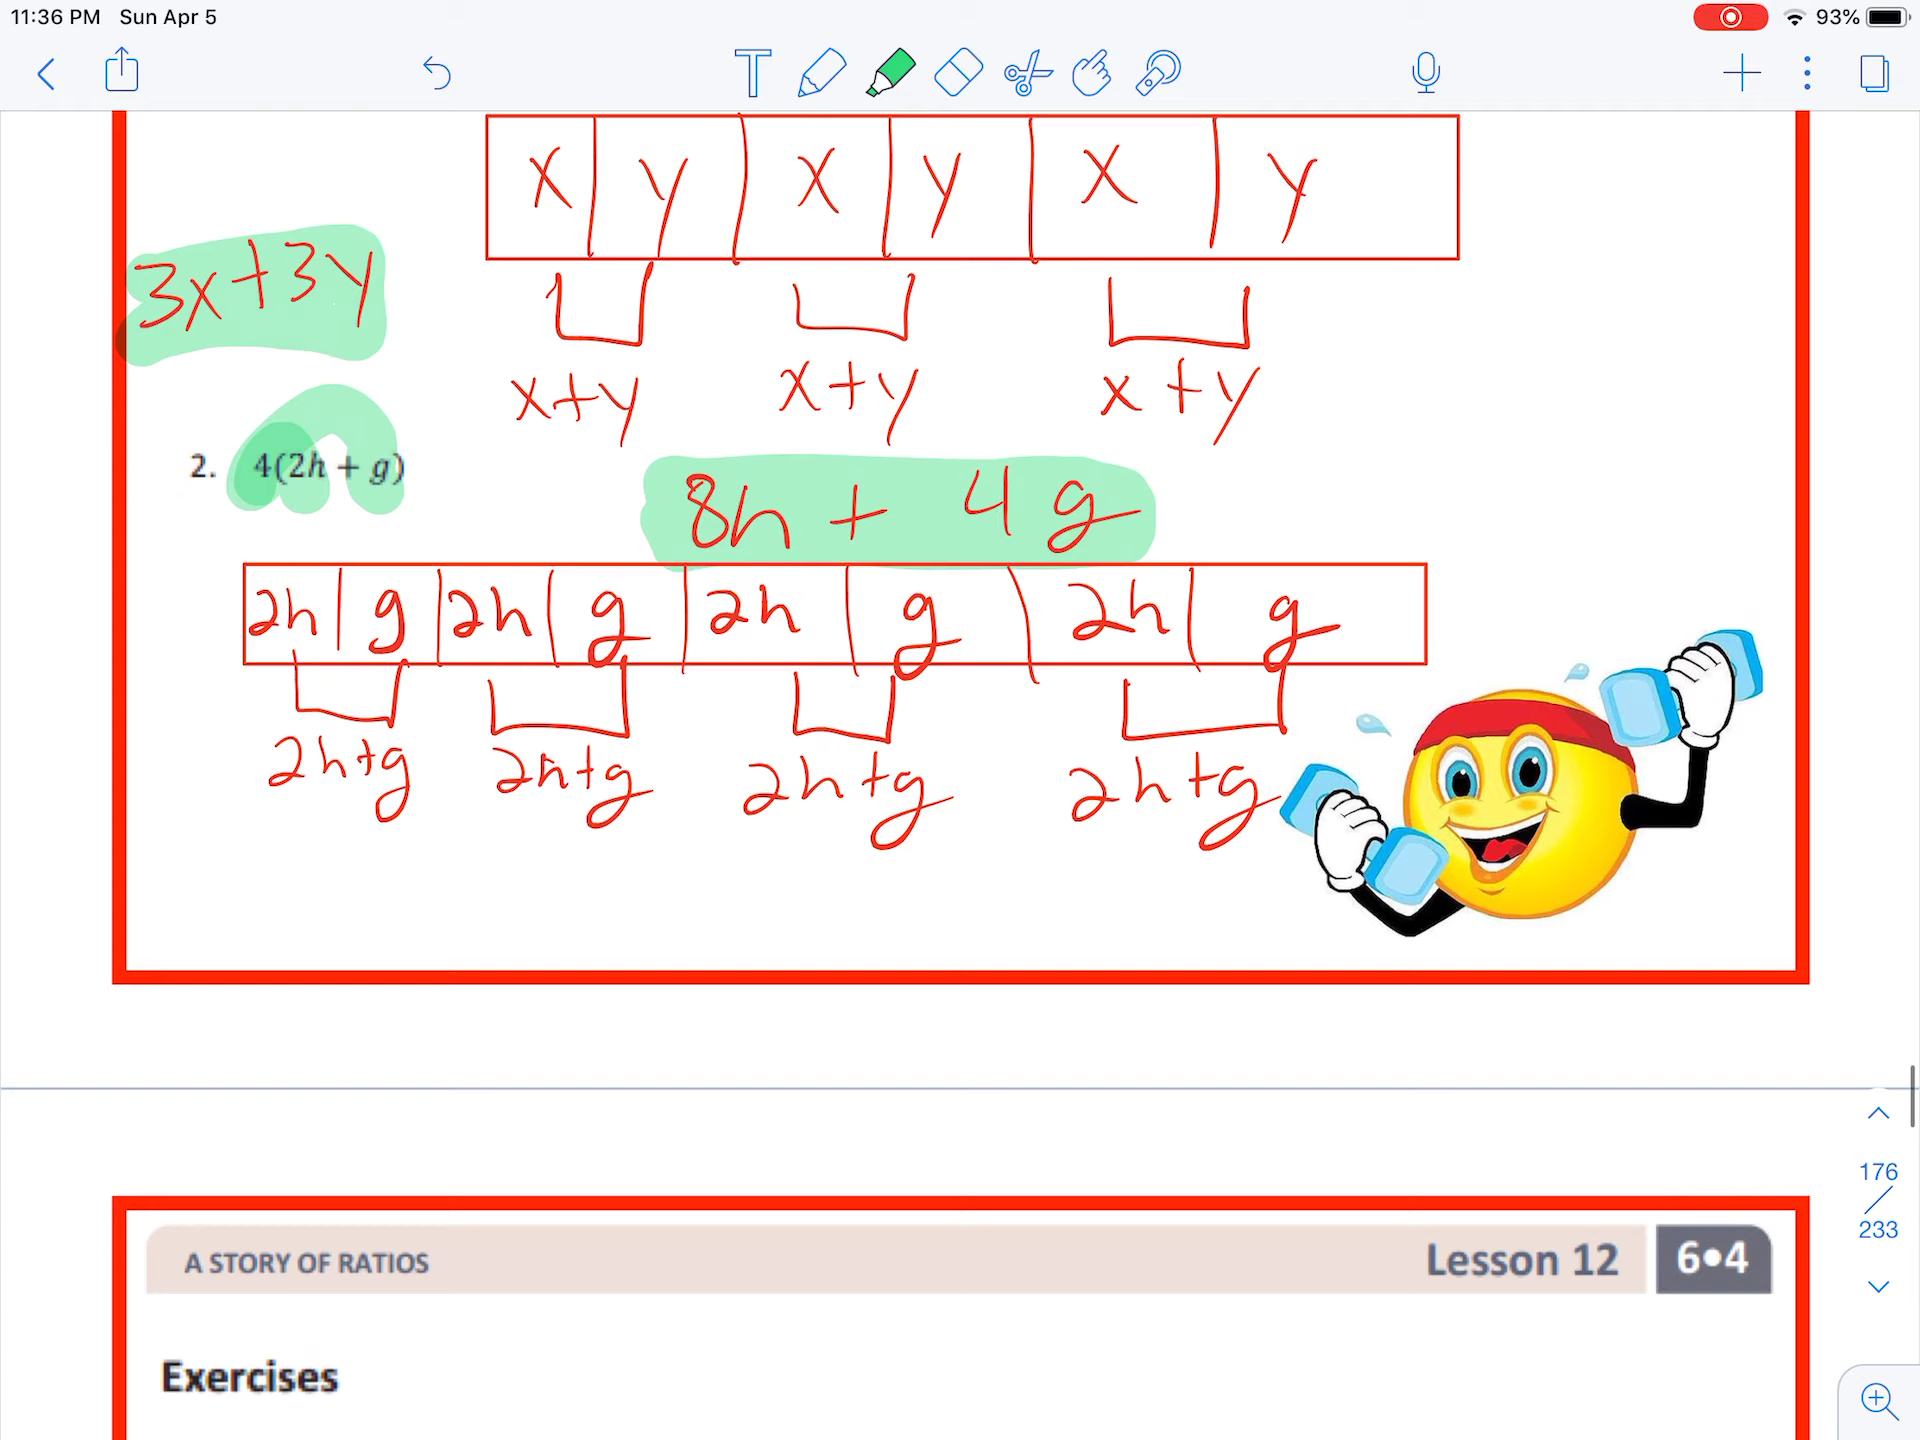 11:36 PM Sun Apr 5
93%
T
x y x y x y
3x+3y
x+y x+y x+y
2. 4(2h + g)
8h + 4g
2h g 2h g 2h g 2h g
2h+g 2h+g 2h+g 2h+g
176
/
233
A STORY OF RATIOS
Lesson 12
6•4
Exercises